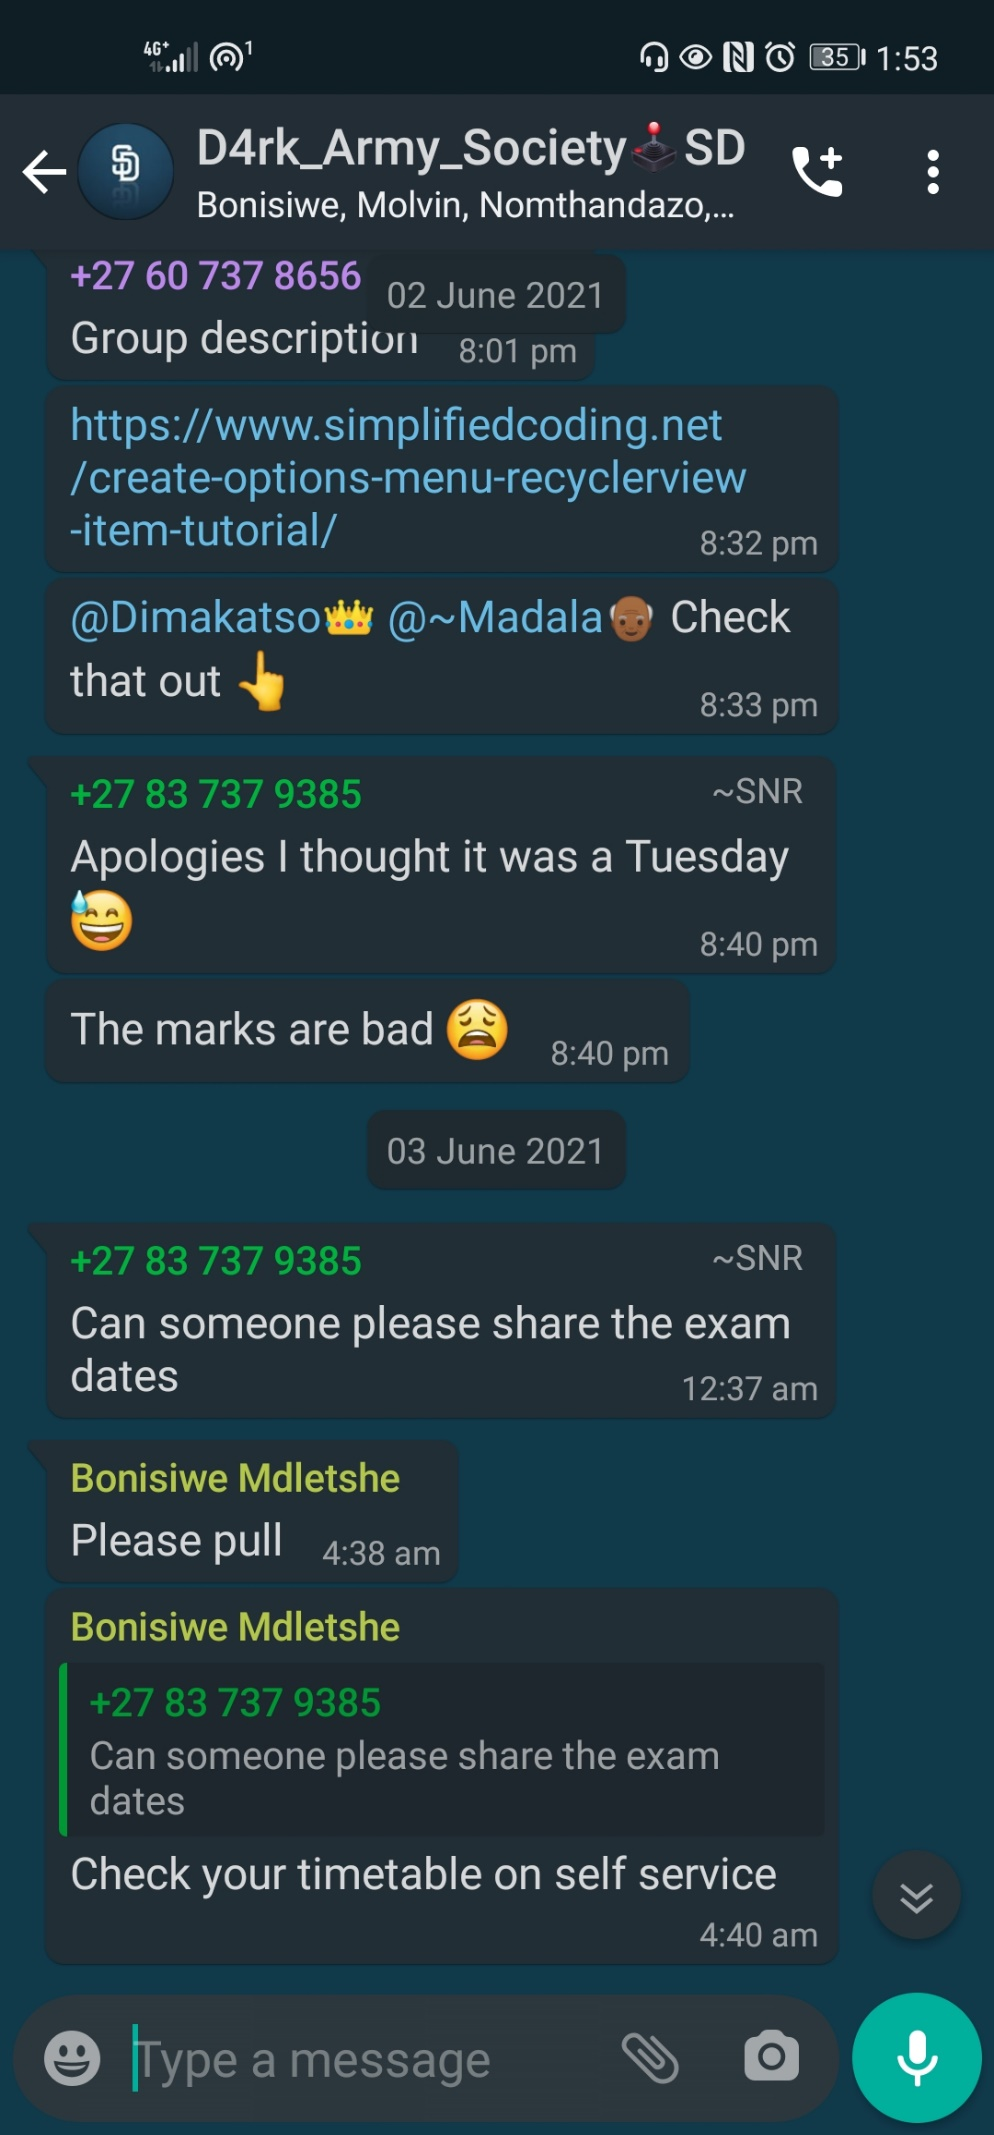 4G+ 1 35 1:53
D4rk_Army_Society🕹️SD
Bonisiwe, Molvin, Nomthandazo,...
+27 60 737 8656
02 June 2021
Group description 8:01 pm
https://www.simplifiedcoding.net
/create-options-menu-recyclerview
-item-tutorial/
8:32 pm
@Dimakatso👑 @~Madala👴🏾 Check
that out 👆
8:33 pm
+27 83 737 9385 ~SNR
Apologies I thought it was a Tuesday
😅
8:40 pm
The marks are bad 😩 8:40 pm
03 June 2021
+27 83 737 9385 ~SNR
Can someone please share the exam
dates 12:37 am
Bonisiwe Mdletshe
Please pull 4:38 am
Bonisiwe Mdletshe
+27 83 737 9385
Can someone please share the exam
dates
Check your timetable on self service
4:40 am
Type a message